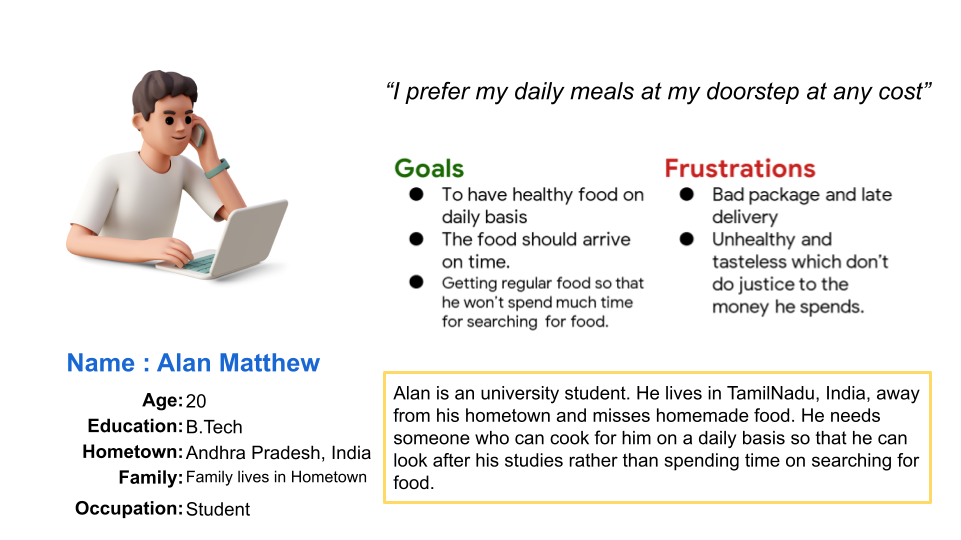 “I prefer my daily meals at my doorstep at any cost”
Goals
● To have healthy food on
daily basis
● The food should arrive
on time.
● Getting regular food so that
he won't spend much time
for searching for food.
Frustrations
● Bad package and late
delivery
● Unhealthy and
tasteless which don't
do justice to the
money he spends.
Name : Alan Matthew
Age: 20
Education: B.Tech
Hometown: Andhra Pradesh, India
Family: Family lives in Hometown
Occupation: Student
Alan is an university student. He lives in TamilNadu, India, away
from his hometown and misses homemade food. He needs
someone who can cook for him on a daily basis so that he can
look after his studies rather than spending time on searching for
food.